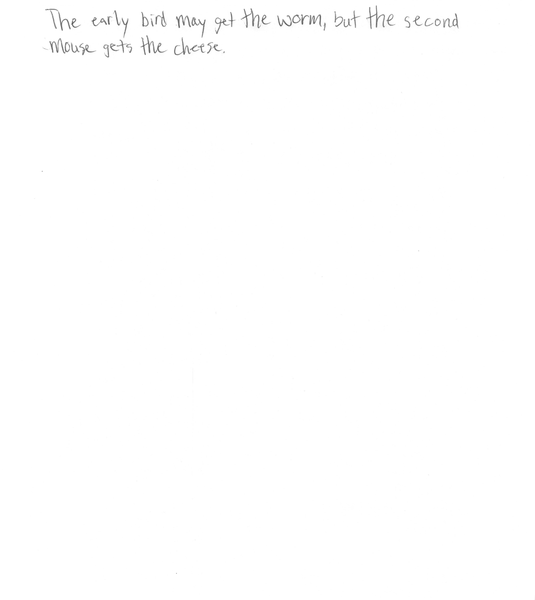 The early bird may get the worm, but the second
mouse gets the cheese.